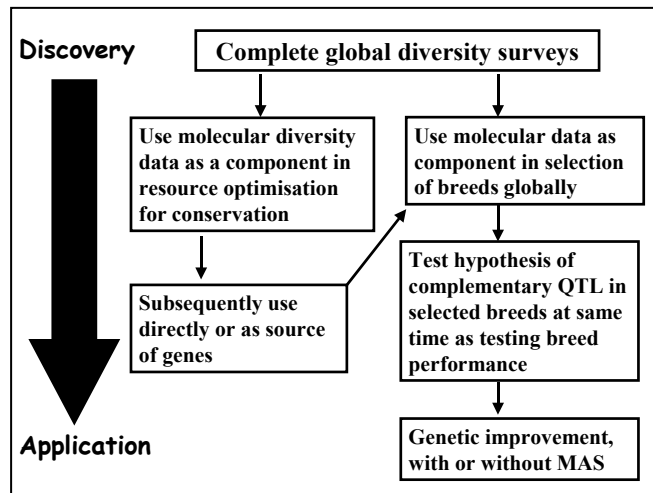 Discovery
Complete global diversity surveys
Use molecular diversity
data as a component in
resource optimisation
for conservation
Use molecular data as
component in selection
of breeds globally
Subsequently use
directly or as source
of genes
Test hypothesis of
complementary QTL in
selected breeds at same
time as testing breed
performance
Application
Genetic improvement,
with or without MAS